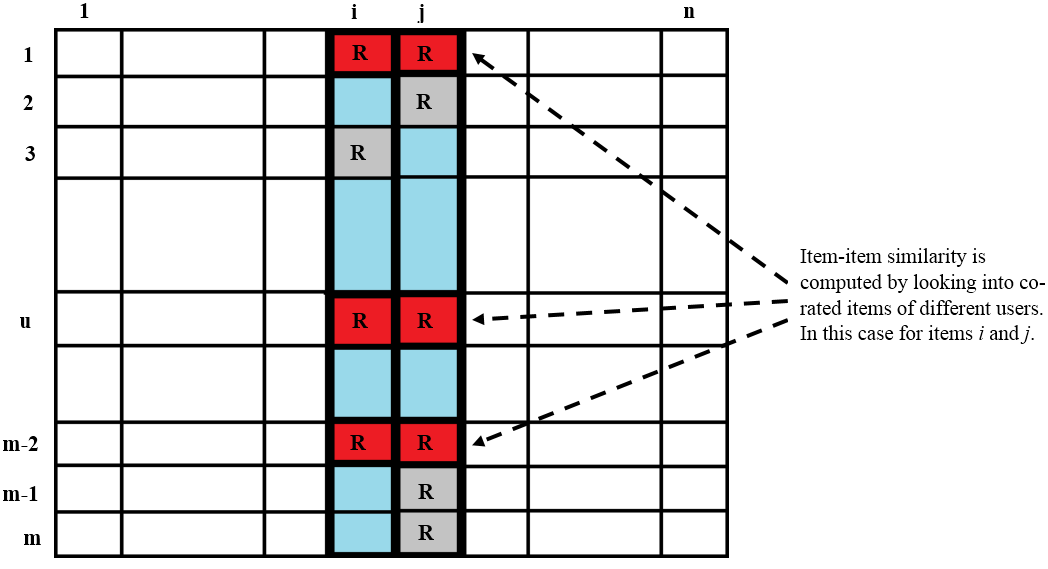 1 i j n
1 R R
2 R
3 R
Item-item similarity is
computed by looking into co-
rated items of different users.
In this case for items i and j.
u R R
m-2 R R
m-1 R
m R